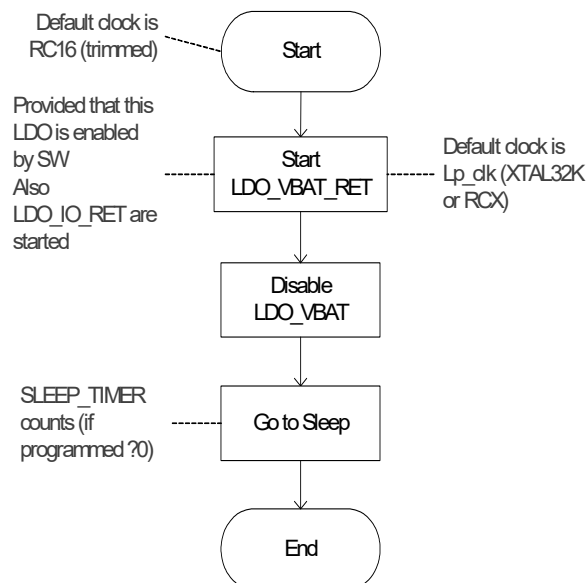 Default clock is
RC16 (trimmed)
Start
Provided that this
LDO is enabled
by SW
Also
LDO_IO_RET are
started
Start
LDO_VBAT_RET
Default clock is
Lp_clk (XTAL32K
or RCX)
Disable
LDO_VBAT
SLEEP_TIMER
counts (if
programmed ?0)
Go to Sleep
End